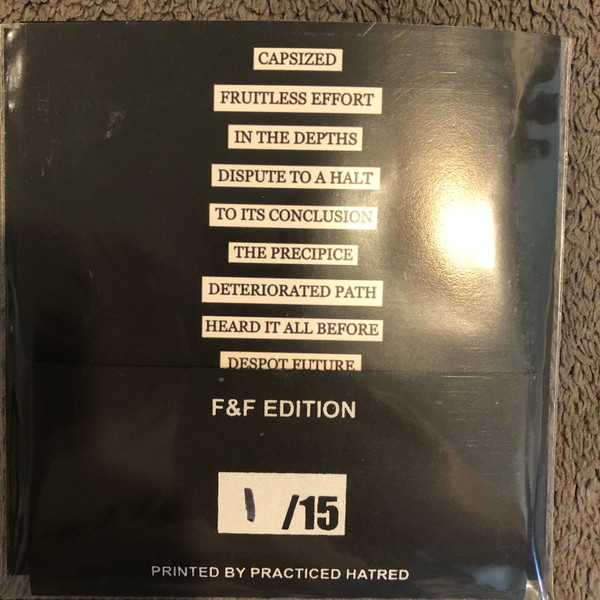 CAPSIZED
FRUITLESS EFFORT
IN THE DEPTHS
DISPUTE TO A HALT
TO ITS CONCLUSION
THE PRECIPICE
DETERIORATED PATH
HEARD IT ALL BEFORE
DESPOT FUTURE
F&F EDITION
1 /15
PRINTED BY PRACTICED HATRED